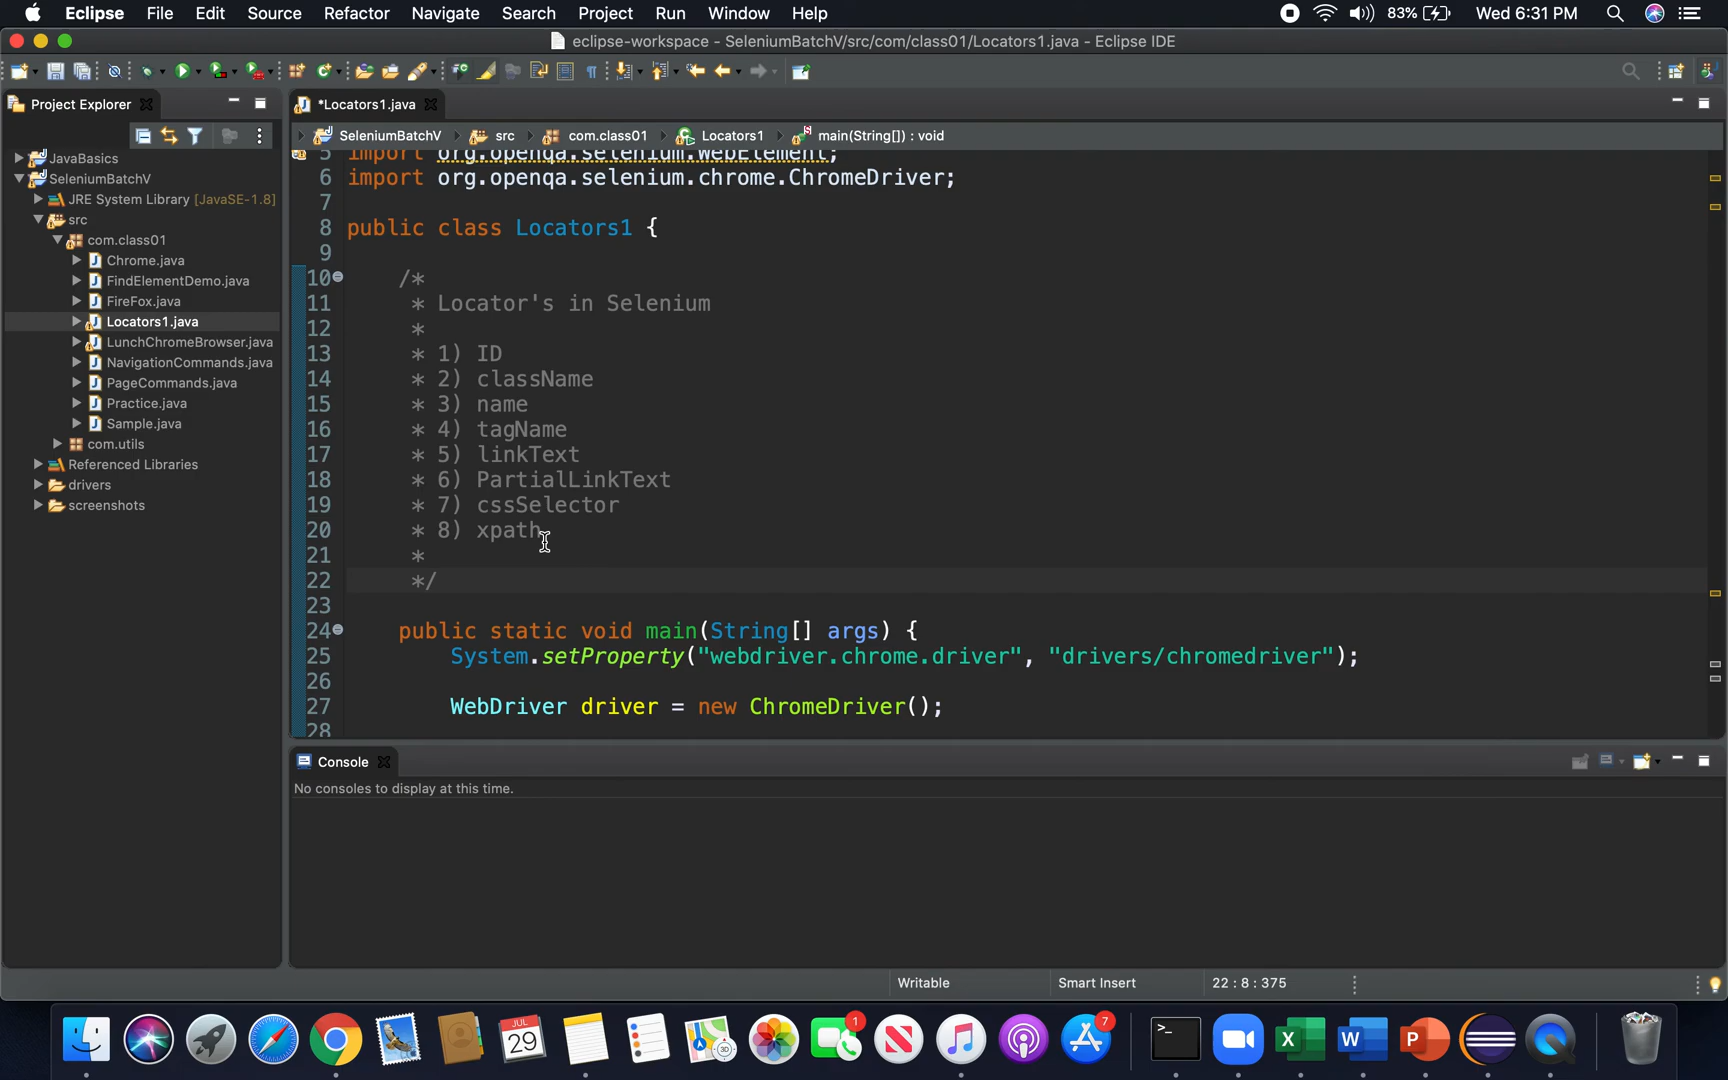 Eclipse File Edit Source Refactor Navigate Search Project Run Window Help 83% Wed 6:31 PM
eclipse-workspace - SeleniumBatchV/src/com/class01/Locators1.java - Eclipse IDE
Project Explorer
*Locators1.java
SeleniumBatchV src com.class01 Locators1 main(String[]) : void
JavaBasics
SeleniumBatchV
JRE System Library [JavaSE-1.8]
src
com.class01
Chrome.java
FindElementDemo.java
FireFox.java
Locators1.java
LunchChromeBrowser.java
NavigationCommands.java
PageCommands.java
Practice.java
Sample.java
com.utils
Referenced Libraries
drivers
screenshots
5 import org.openqa.selenium.WebElement;
6 import org.openqa.selenium.chrome.ChromeDriver;
7
8 public class Locators1 {
9
10 /*
11 * Locator's in Selenium
12 *
13 * 1) ID
14 * 2) className
15 * 3) name
16 * 4) tagName
17 * 5) linkText
18 * 6) PartialLinkText
19 * 7) cssSelector
20 * 8) xpath
21 *
22 */
23
24 public static void main(String[] args) {
25 System.setProperty("webdriver.chrome.driver", "drivers/chromedriver");
26
27 WebDriver driver = new ChromeDriver();
28
Console
No consoles to display at this time.
Writable Smart Insert 22 : 8 : 375
JUL
29
1
7